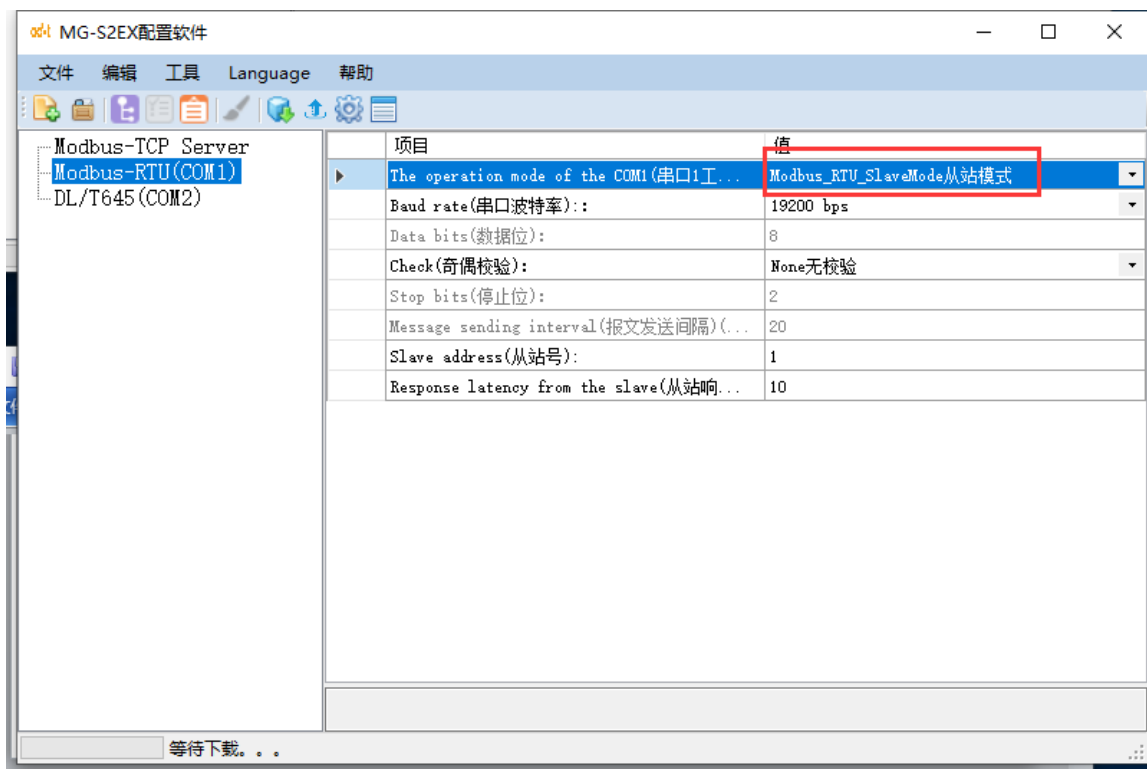 odot MG-S2EX配置软件
文件 编辑 工具 Language 帮助
Modbus-TCP Server
Modbus-RTU(COM1)
DL/T645(COM2)
项目 值
The operation mode of the COM1(串口1工... Modbus_RTU_SlaveMode从站模式
Baud rate(串口波特率):: 19200 bps
Data bits(数据位): 8
Check(奇偶校验): None无校验
Stop bits(停止位): 2
Message sending interval(报文发送间隔)(... 20
Slave address(从站号): 1
Response latency from the slave(从站响... 10
等待下载。。。